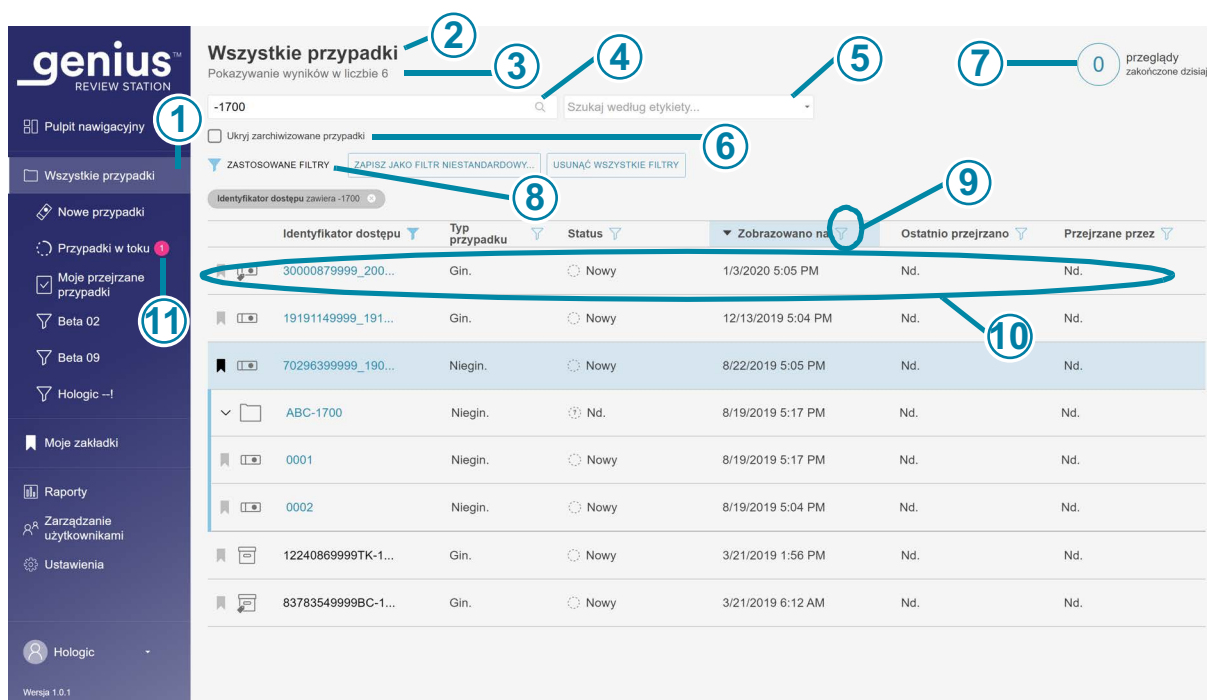 genius™
REVIEW STATION
Pulpit nawigacyjny
Wszystkie przypadki
Nowe przypadki
Przypadki w toku 1
Moje przejrzane
przypadki
Beta 02
Beta 09
Hologic --!
Moje zakładki
Raporty
Zarządzanie
użytkownikami
Ustawienia
Hologic
Wersja 1.0.1
1
11
Wszystkie przypadki
2
Pokazywanie wyników w liczbie 6
3
4
5
7
0
przeglądy
zakończone dzisiaj
-1700
Szukaj według etykiety...
Ukryj zarchiwizowane przypadki
6
ZASTOSOWANE FILTRY
ZAPISZ JAKO FILTR NIESTANDARDOWY...
USUNĄĆ WSZYSTKIE FILTRY
8
9
Identyfikator dostępu zawiera -1700
Identyfikator dostępu
Typ
przypadku
Status
Zobrazowano na
Ostatnio przejrzano
Przejrzane przez
30000879999_200... Gin. Nowy 1/3/2020 5:05 PM Nd.
10
19191149999_191... Gin. Nowy 12/13/2019 5:04 PM Nd. Nd.
70296399999_190... Niegin. Nowy 8/22/2019 5:05 PM Nd. Nd.
ABC-1700 Niegin. Nd. 8/19/2019 5:17 PM Nd. Nd.
0001 Niegin. Nowy 8/19/2019 5:17 PM Nd. Nd.
0002 Niegin. Nowy 8/19/2019 5:04 PM Nd. Nd.
12240869999TK-1... Gin. Nowy 3/21/2019 1:56 PM Nd. Nd.
83783549999BC-1... Gin. Nowy 3/21/2019 6:12 AM Nd. Nd.